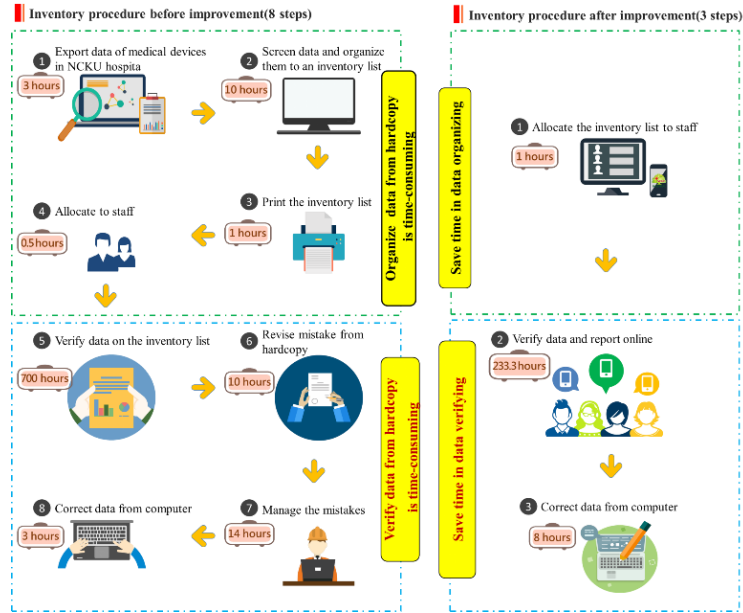 Inventory procedure before improvement(8 steps)
1 Export data of medical devices
in NCKU hospita
3 hours
2 Screen data and organize
them to an inventory list
10 hours
3 Print the inventory list
1 hours
4 Allocate to staff
0.5 hours
Organize data from hardcopy
is time-consuming
5 Verify data on the inventory list
700 hours
6 Revise mistake from
hardcopy
10 hours
7 Manage the mistakes
14 hours
8 Correct data from computer
3 hours
Verify data from hardcopy
is time-consuming
Inventory procedure after improvement(3 steps)
Save time in data organizing
1 Allocate the inventory list to staff
1 hours
Save time in data verifying
2 Verify data and report online
233.3 hours
3 Correct data from computer
8 hours